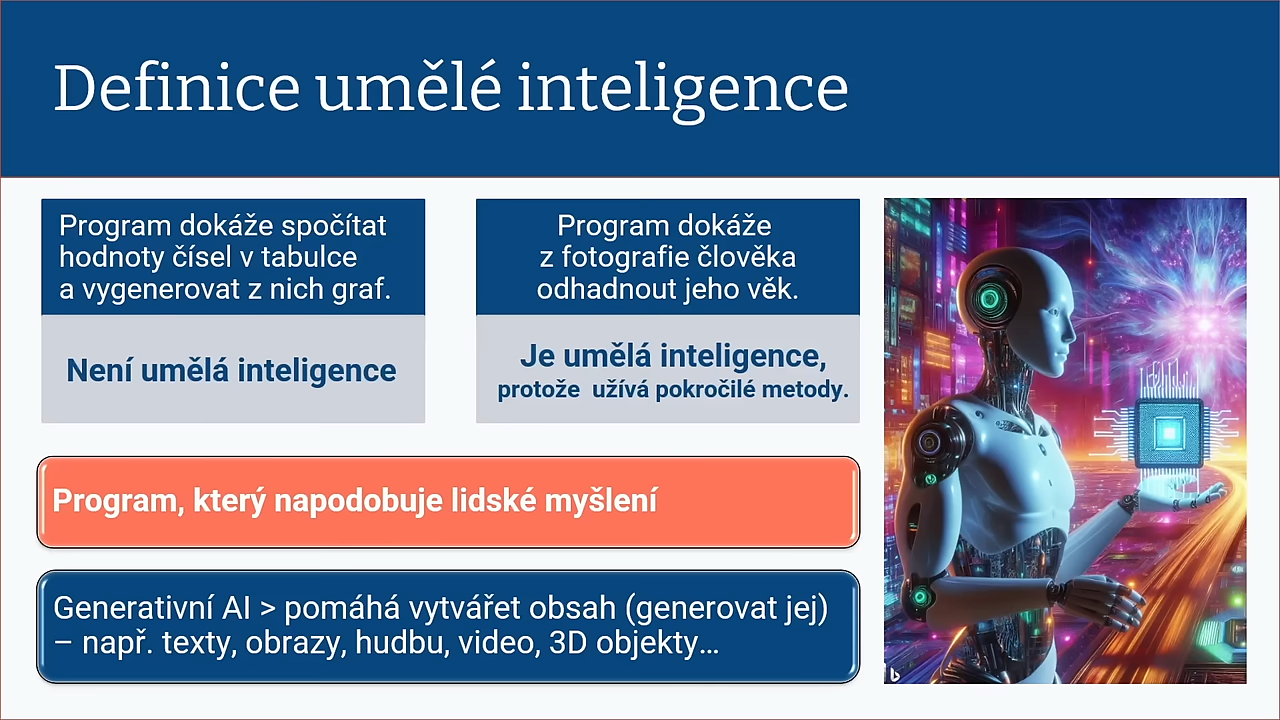 Definice umělé inteligence
Program dokáže spočítat
hodnoty čísel v tabulce
a vygenerovat z nich graf.
Není umělá inteligence
Program dokáže
z fotografie člověka
odhadnout jeho věk.
Je umělá inteligence,
protože  užívá pokročilé metody.
Program, který napodobuje lidské myšlení
Generativní AI > pomáhá vytvářet obsah (generovat jej)
– např. texty, obrazy, hudbu, video, 3D objekty…